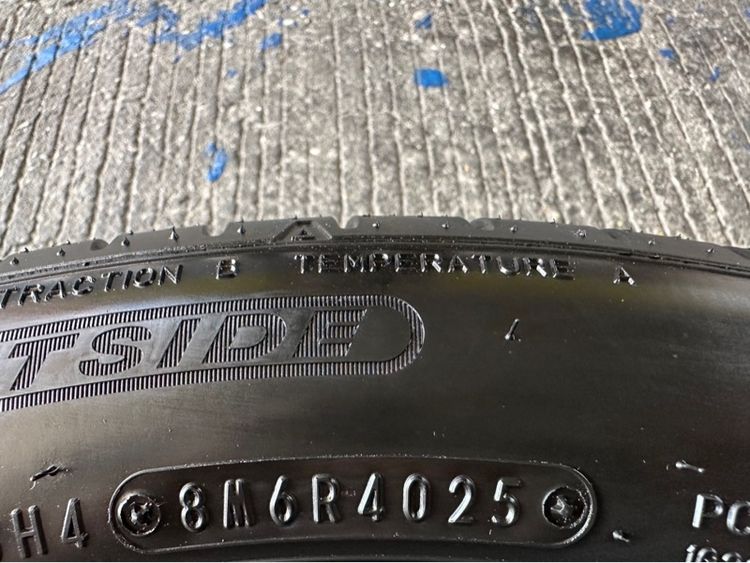 TRACTION B TEMPERATURE A
TSIDE
H4 8M6R4025
PC